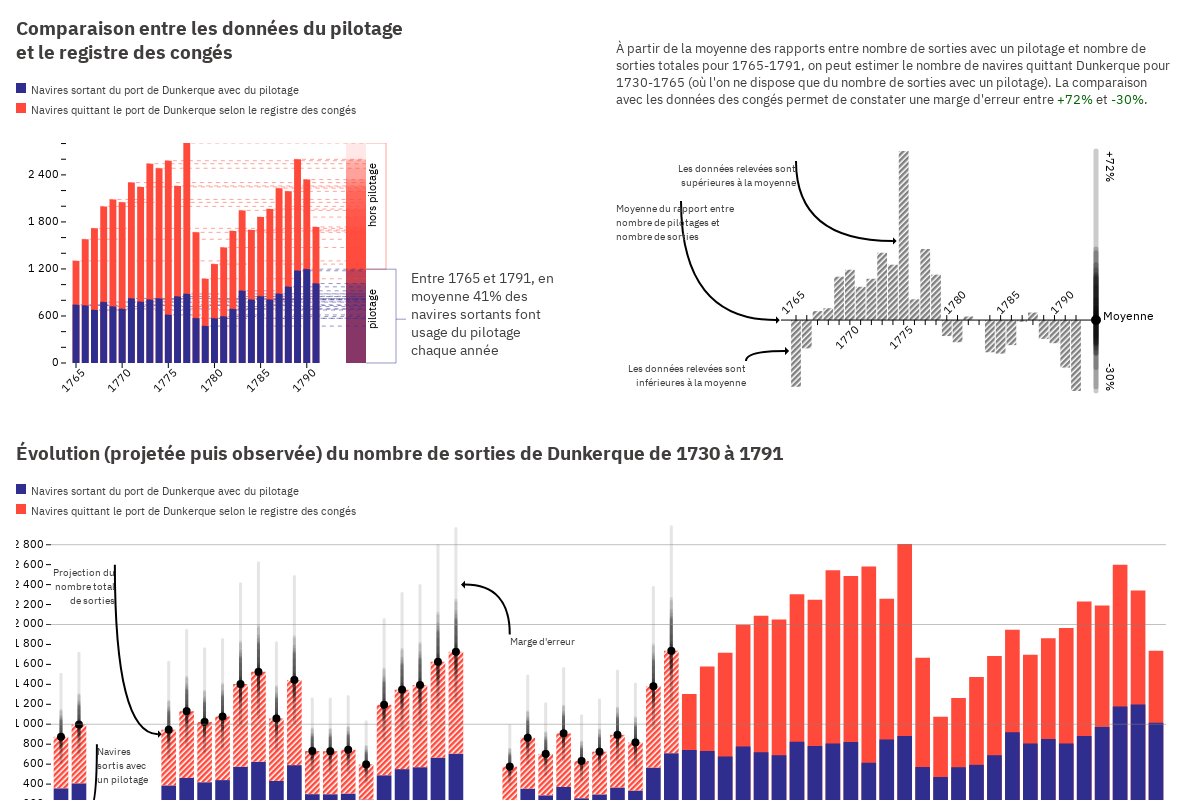 Comparaison entre les données du pilotage
et le registre des congés
Navires sortant du port de Dunkerque avec du pilotage
Navires quittant le port de Dunkerque selon le registre des congés
À partir de la moyenne des rapports entre nombre de sorties avec un pilotage et nombre de
sorties totales pour 1765-1791, on peut estimer le nombre de navires quittant Dunkerque pour
1730-1765 (où l'on ne dispose que du nombre de sorties avec un pilotage). La comparaison
avec les données des congés permet de constater une marge d'erreur entre +72% et -30%.
2 400
1 800
1 200
600
0
1765
1770
1775
1780
1785
1790
hors pilotage
pilotage
Entre 1765 et 1791, en
moyenne 41% des
navires sortants font
usage du pilotage
chaque année
Les données relevées sont
supérieures à la moyenne
Moyenne du rapport entre
nombre de pilotages et
nombre de sorties
Les données relevées sont
inférieures à la moyenne
1765
1770
1775
1780
1785
1790
+72%
Moyenne
-30%
Évolution (projetée puis observée) du nombre de sorties de Dunkerque de 1730 à 1791
Navires sortant du port de Dunkerque avec du pilotage
Navires quittant le port de Dunkerque selon le registre des congés
2 800
2 600
2 400
2 200
2 000
1 800
1 600
1 400
1 200
1 000
800
600
400
Projection du
nombre total
de sorties
Marge d'erreur
Navires
sortis avec
un pilotage